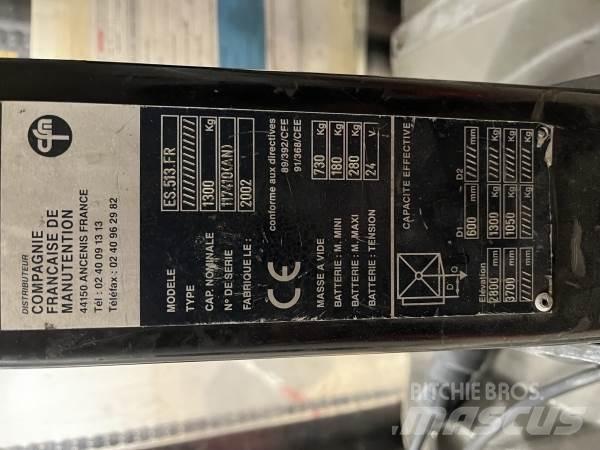 cfm
DISTRIBUTEUR
COMPAGNIE
FRANCAISE DE
MANUTENTION
44150 ANCENIS FRANCE
Tél : 02 40 09 13 13
Téléfax : 02 40 96 29 82
MODELE ES.513.FR
TYPE ///////////
CAP. NOMINALE 1300 Kg
N° DE SERIE
FABRIQUE LE : 2002
conforme aux directives
89/392/CEE
91/368/CEE
CE
MASSE A VIDE 730 Kg
BATTERIE : M. MINI 180 Kg
BATTERIE : M. MAXI 280 Kg
BATTERIE : TENSION 24 V
CAPACITE EFFECTIVE
G
D
D1 D2
Elévation 600 mm ////// mm
2800 mm 1300 Kg ////// Kg
3700 mm 1050 Kg ////// Kg
RITCHIE BROS.
MASCUS